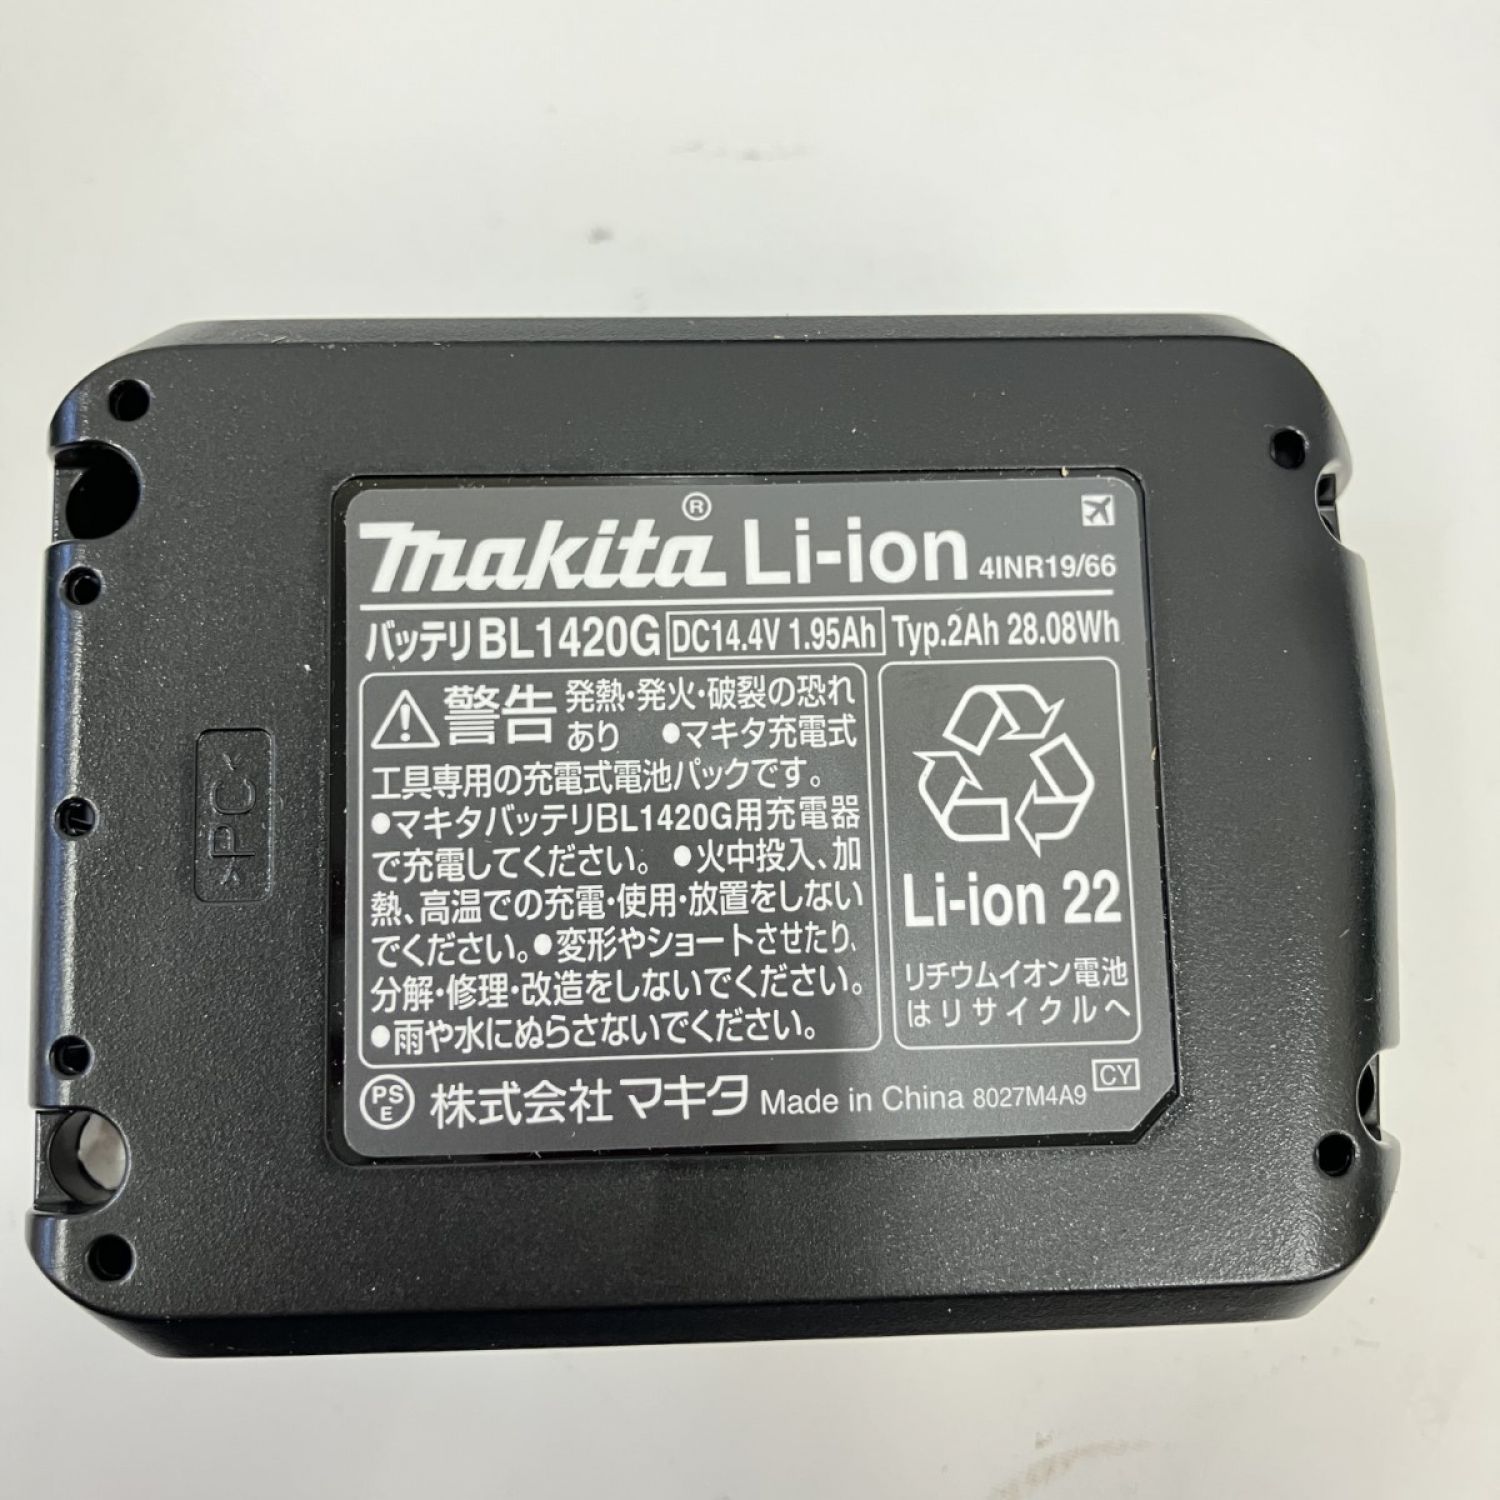 makita® Li-ion 4INR19/66
バッテリBL1420G DC14.4V 1.95Ah Typ.2Ah 28.08Wh
警告 発熱・発火・破裂の恐れ
あり ●マキタ充電式
工具専用の充電式電池パックです。
●マキタバッテリBL1420G用充電器
で充電してください。 ●火中投入、加
熱、高温での充電・使用・放置をしない
でください。●変形やショートさせたり、
分解・修理・改造をしないでください。
●雨や水にぬらさないでください。
Li-ion 22
リチウムイオン電池
はリサイクルへ
PS
E
株式会社マキタ Made in China 8027M4A9 CY
>PC<